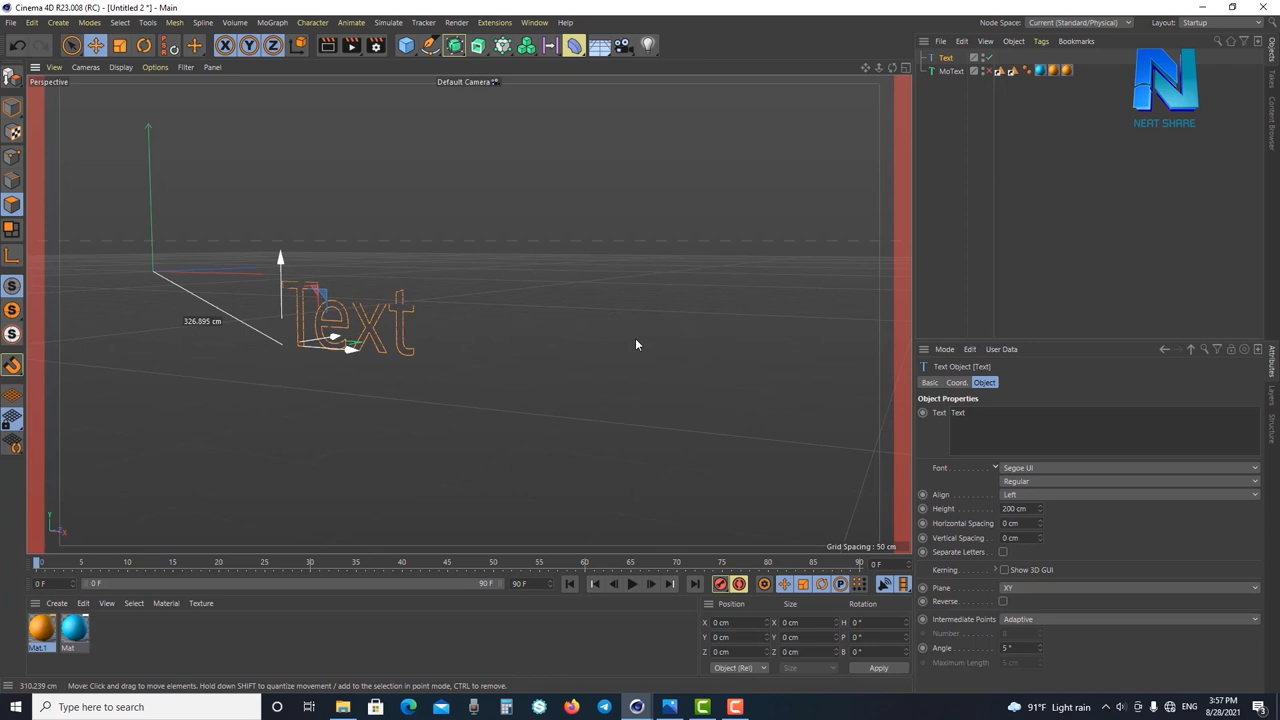 Cinema 4D R23.008 (RC) - [Untitled 2 *] - Main
File Edit Create Modes Select Tools Mesh Spline Volume MoGraph Character Animate Simulate Tracker Render Extensions Window Help
Node Space: Current (Standard/Physical) Layout: Startup
X Y Z
File Edit View Object Tags Bookmarks
View Cameras Display Options Filter Panel
Perspective
Default Camera
Text
MoText
NEAT SHARE
326.895 cm
Text
Y
X
Grid Spacing : 50 cm
Objects
Takes
Content Browser
Mode Edit User Data
Text Object [Text]
Basic Coord. Object
Object Properties
Text Text
Font Segoe UI
Regular
Align Left
Height 200 cm
Horizontal Spacing 0 cm
Vertical Spacing 0 cm
Separate Letters
Kerning Show 3D GUI
Plane XY
Reverse
Intermediate Points Adaptive
Number 8
Angle 5 °
Maximum Length 5 cm
Attributes
Layers
Structure
0 5 10 15 20 25 30 35 40 45 50 55 60 65 70 75 80 85 90
0 F
0 F 0 F 90 F 90 F
Create Edit View Select Material Texture
Mat.1 Mat
Position Size Rotation
X 0 cm X 0 cm H 0 °
Y 0 cm Y 0 cm P 0 °
Z 0 cm Z 0 cm B 0 °
Object (Rel) Size Apply
310.239 cm Move: Click and drag to move elements. Hold down SHIFT to quantize movement / add to the selection in point mode, CTRL to remove.
Type here to search
91°F Light rain
3:57 PM
8/28/2021